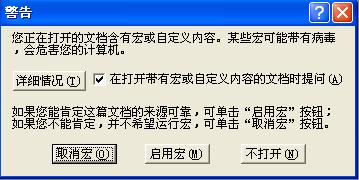 警告
您正在打开的文档含有宏或自定义内容。某些宏可能带有病毒
，会危害您的计算机。
详细情况(T)
在打开带有宏或自定义内容的文档时提问(A)
如果您能肯定这篇文档的来源可靠，可单击“启用宏”按钮；
如果您不能肯定，并不希望运行宏，可单击“取消宏”按钮。
取消宏(O) 启用宏(M) 不打开(N)